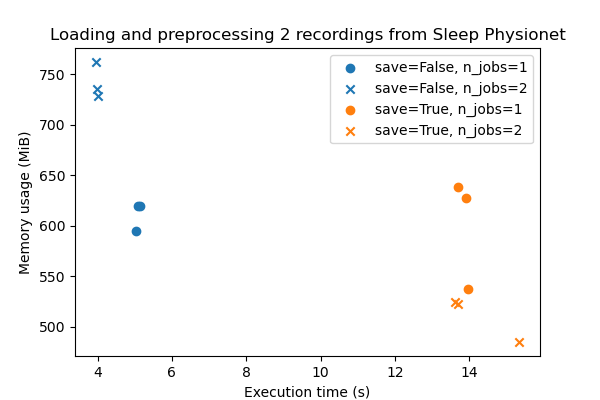 Loading and preprocessing 2 recordings from Sleep Physionet
save=False, n_jobs=1
save=False, n_jobs=2
save=True, n_jobs=1
save=True, n_jobs=2
Memory usage (MiB)
750
700
650
600
550
500
4 6 8 10 12 14
Execution time (s)